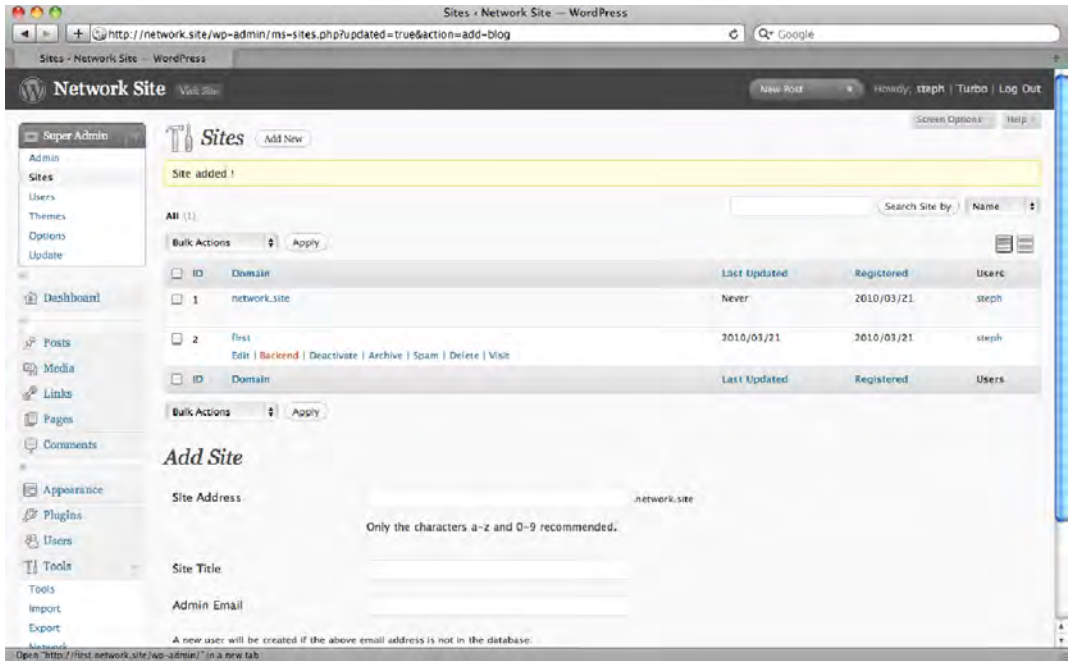 Sites ‹ Network Site — WordPress
http://network.site/wp-admin/ms-sites.php?updated=true&action=add-blog
Google
Sites ‹ Network Site — WordPress
Network Site Visit Site
New Post
Howdy, steph | Turbo | Log Out
Screen Options Help
Super Admin
Admin
Sites
Users
Themes
Options
Update
Dashboard
Posts
Media
Links
Pages
Comments
Appearance
Plugins
Users
Tools
Tools
Import
Export
Network
Sites Add New
Site added !
Search Site by Name
All (1)
Bulk Actions Apply
ID Domain Last Updated Registered Users
1 network.site Never 2010/03/21 steph
2 first 2010/03/21 2010/03/21 steph
Edit | Backend | Deactivate | Archive | Spam | Delete | Visit
ID Domain Last Updated Registered Users
Bulk Actions Apply
Add Site
Site Address .network.site
Only the characters a-z and 0-9 recommended.
Site Title
Admin Email
A new user will be created if the above email address is not in the database.
Open "http://first.network.site/wp-admin/" in a new tab